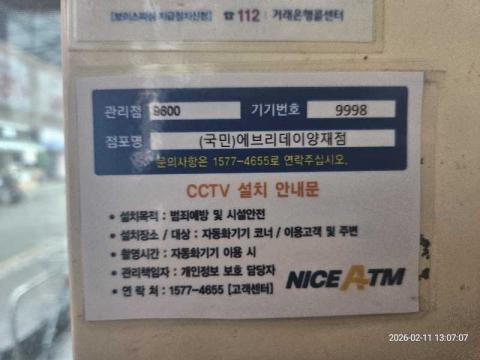 [보이스피싱 지급정지신청] ☎ 112 : 거래은행콜센터
관리점 9600 기기번호 9998
점포명 (국민)에브리데이양재점
문의사항은 1577-4655로 연락주십시오.
CCTV 설치 안내문
• 설치목적 : 범죄예방 및 시설안전
• 설치장소 / 대상 : 자동화기기 코너 / 이용고객 및 주변
• 촬영시간 : 자동화기기 이용 시
• 관리책임자 : 개인정보 보호 담당자
• 연 락 처 : 1577-4655 [고객센터]
NICE ATM
2026-02-11 13:07:07